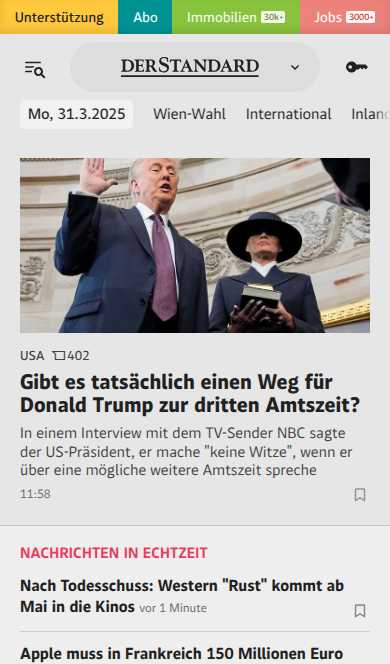 Unterstützung Abo Immobilien 30k+ Jobs 3000+
DERSTANDARD
Mo, 31.3.2025 Wien-Wahl International Inland
USA 402
Gibt es tatsächlich einen Weg für
Donald Trump zur dritten Amtszeit?
In einem Interview mit dem TV-Sender NBC sagte
der US-Präsident, er mache "keine Witze", wenn er
über eine mögliche weitere Amtszeit spreche
11:58
NACHRICHTEN IN ECHTZEIT
Nach Todesschuss: Western "Rust" kommt ab
Mai in die Kinos vor 1 Minute
Apple muss in Frankreich 150 Millionen Euro